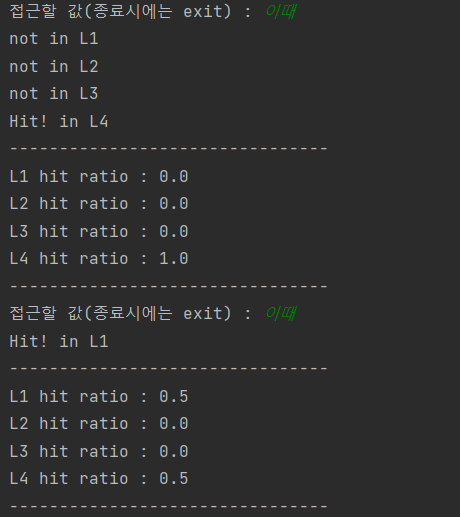 접근할 값(종료시에는 exit) : 이때
not in L1
not in L2
not in L3
Hit! in L4
--------------------------------
L1 hit ratio : 0.0
L2 hit ratio : 0.0
L3 hit ratio : 0.0
L4 hit ratio : 1.0
--------------------------------
접근할 값(종료시에는 exit) : 이때
Hit! in L1
--------------------------------
L1 hit ratio : 0.5
L2 hit ratio : 0.0
L3 hit ratio : 0.0
L4 hit ratio : 0.5
--------------------------------